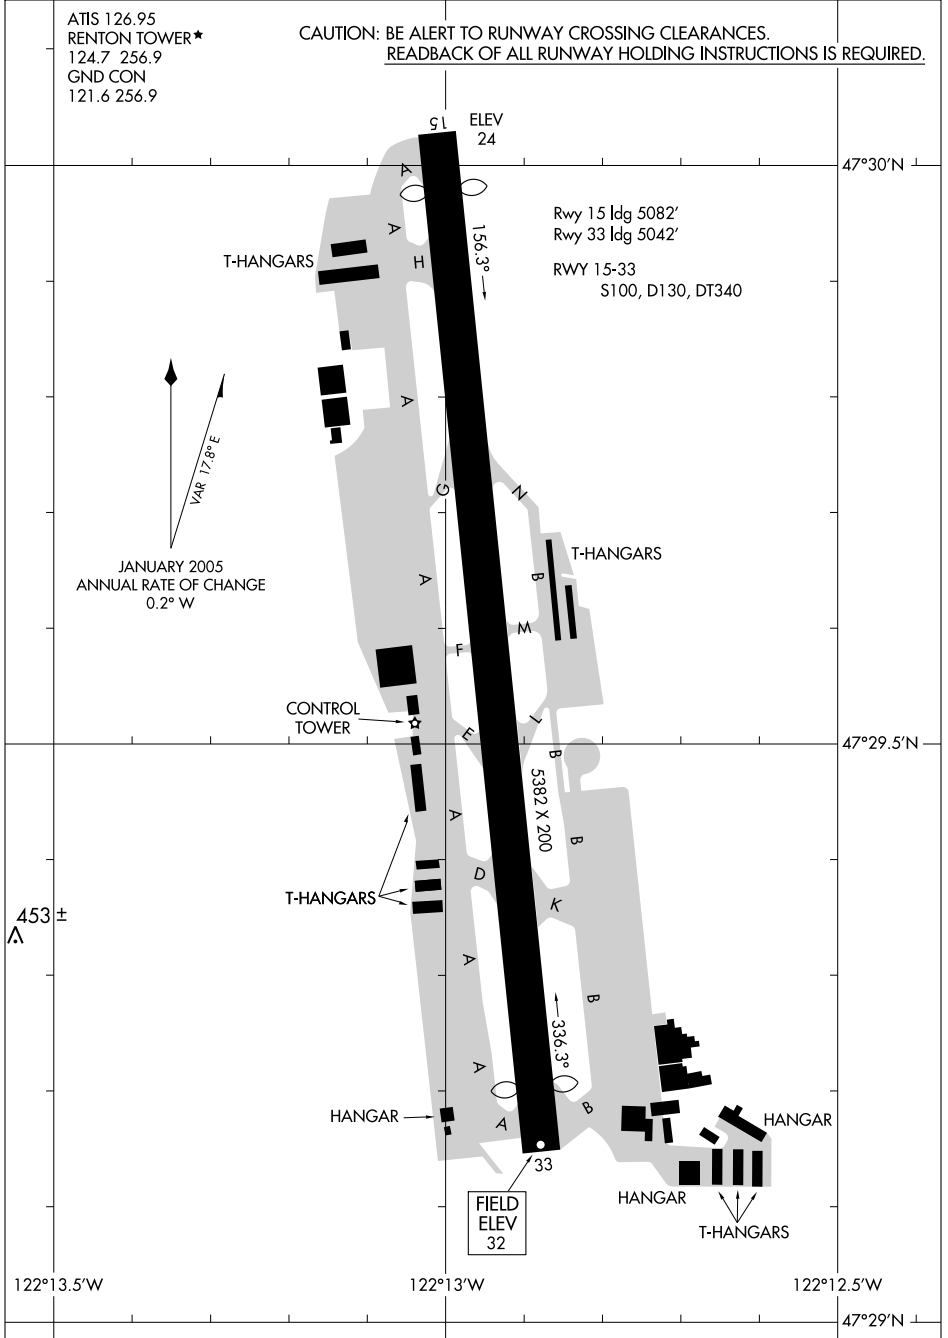 ATIS 126.95
RENTON TOWER★
124.7 256.9
GND CON
121.6 256.9
CAUTION: BE ALERT TO RUNWAY CROSSING CLEARANCES.
READBACK OF ALL RUNWAY HOLDING INSTRUCTIONS IS REQUIRED.
15
ELEV
24
47°30'N
A
Rwy 15 ldg 5082'
Rwy 33 ldg 5042'
A
156.3°
T-HANGARS
H
RWY 15-33
S100, D130, DT340
A
VAR 17.8° E
G
N
JANUARY 2005
ANNUAL RATE OF CHANGE
0.2° W
T-HANGARS
A
B
M
F
CONTROL
TOWER
L
E
47°29.5'N
B
5382 X 200
A
B
D
T-HANGARS
K
453 ±
A
B
336.3°
A
B
HANGAR
A
HANGAR
33
HANGAR
FIELD
ELEV
32
T-HANGARS
122°13.5'W
122°13'W
122°12.5'W
47°29'N